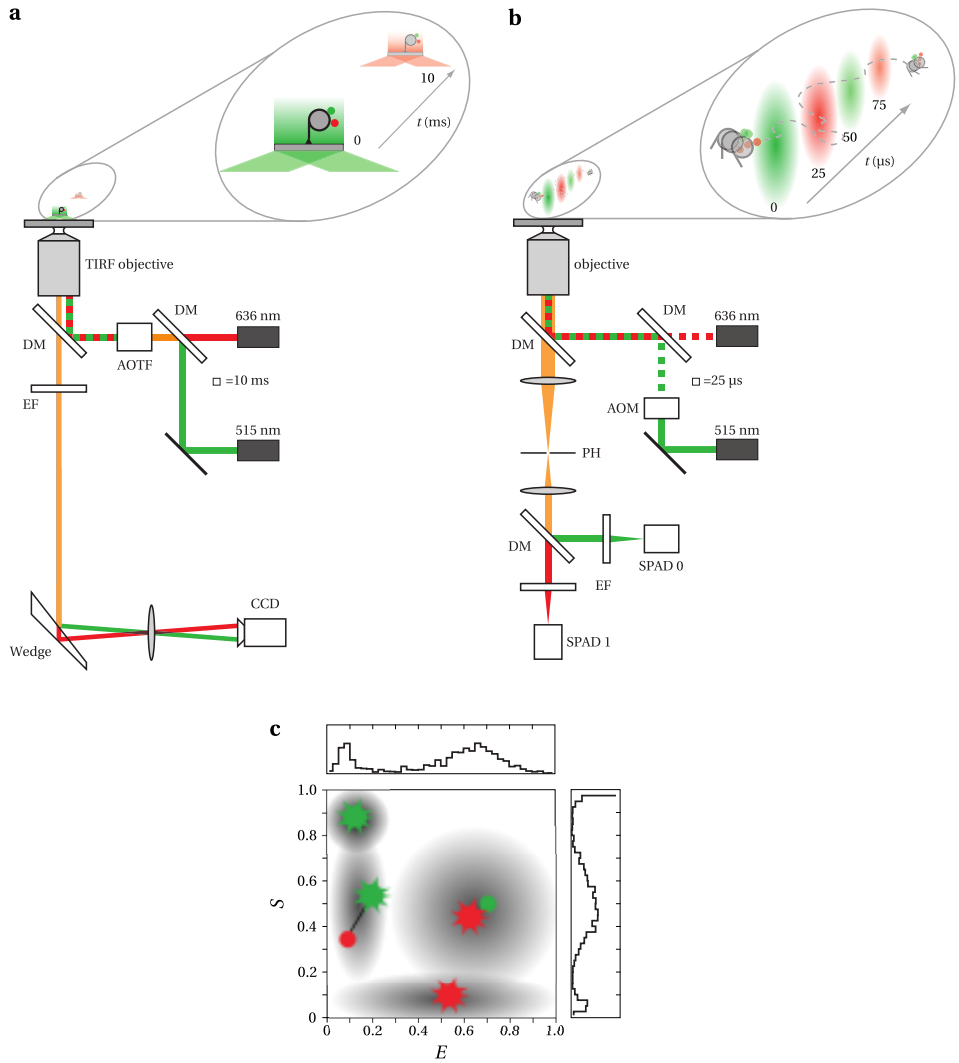 a
10
0
t (ms)
TIRF objective
DM
DM
636 nm
AOTF
=10 ms
EF
515 nm
CCD
Wedge
b
75
50
t (µs)
25
0
objective
DM
DM
636 nm
=25 µs
AOM
515 nm
PH
DM
SPAD 0
EF
SPAD 1
c
1.0
0.8
0.6
S
0.4
0.2
0
0 0.2 0.4 0.6 0.8 1.0
E